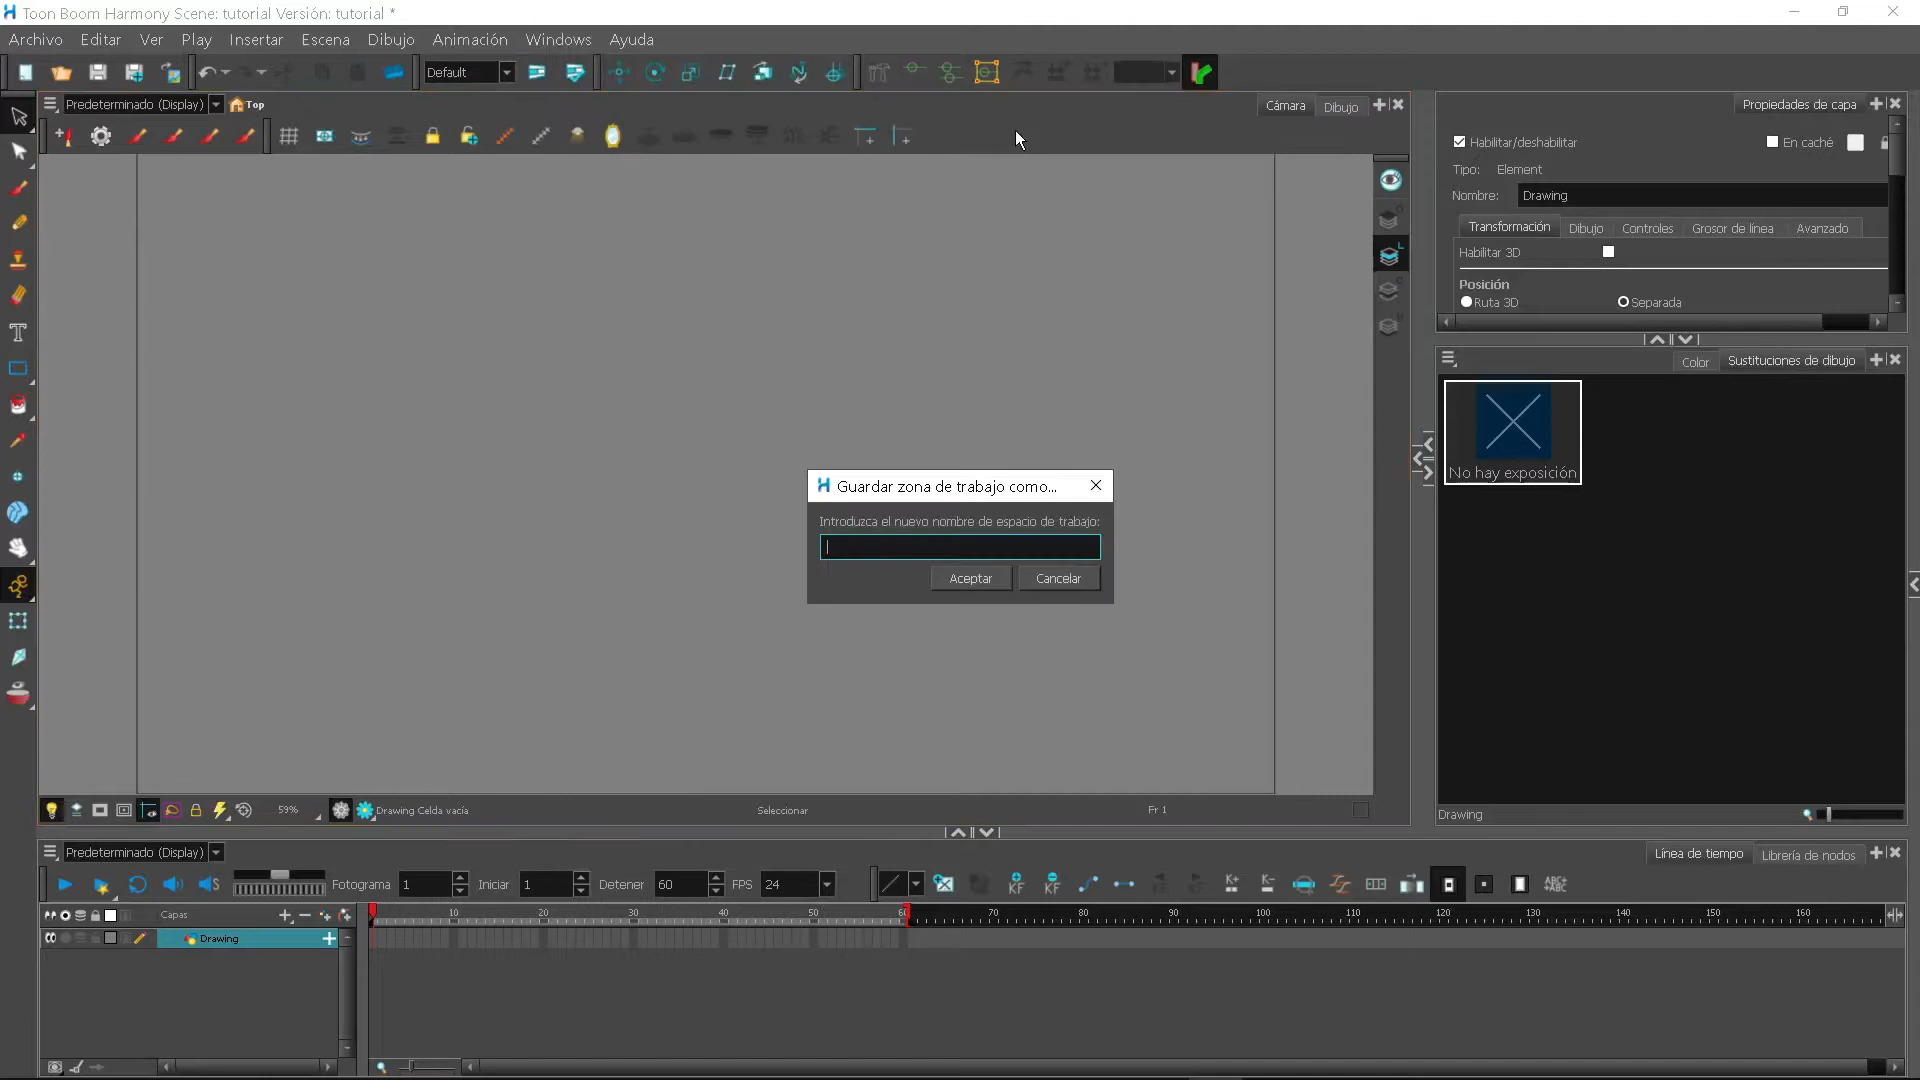 Toon Boom Harmony Scene: tutorial Versión: tutorial *
Archivo Editar Ver Play Insertar Escena Dibujo Animación Windows Ayuda
Default
Predeterminado (Display) Top Cámara Dibujo
Propiedades de capa
Habilitar/deshabilitar En caché
Tipo: Element
Nombre: Drawing
Transformación Dibujo Controles Grosor de línea Avanzado
Habilitar 3D
Posición
Ruta 3D Separada
Color Sustituciones de dibujo
No hay exposición
Drawing
Guardar zona de trabajo como...
Introduzca el nuevo nombre de espacio de trabajo:
Aceptar Cancelar
59% Drawing Celda vacía Seleccionar Fr 1
Predeterminado (Display) Línea de tiempo Librería de nodos
Fotograma 1 Iniciar 1 Detener 60 FPS 24
KF KF K+ K- ABC+ ABC
Capas 10 20 30 40 50 60 70 80 90 100 110 120 130 140 150 160
Drawing